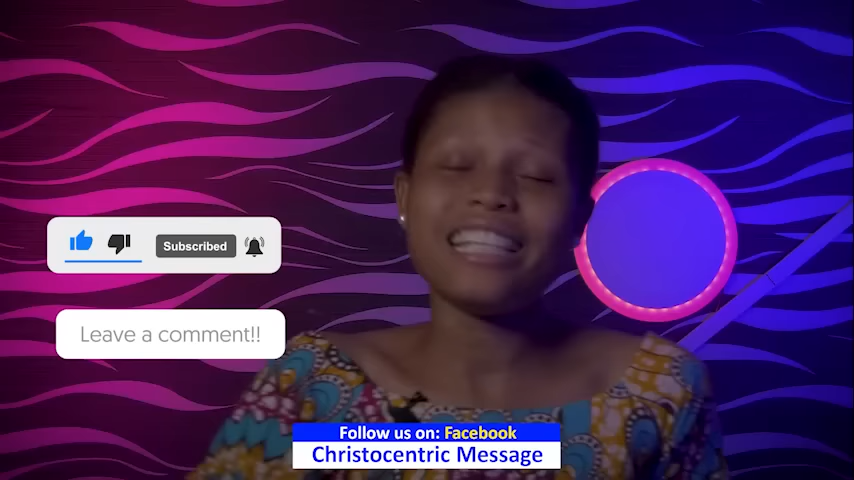 Subscribed
Leave a comment!!
Follow us on: Facebook
Christocentric Message